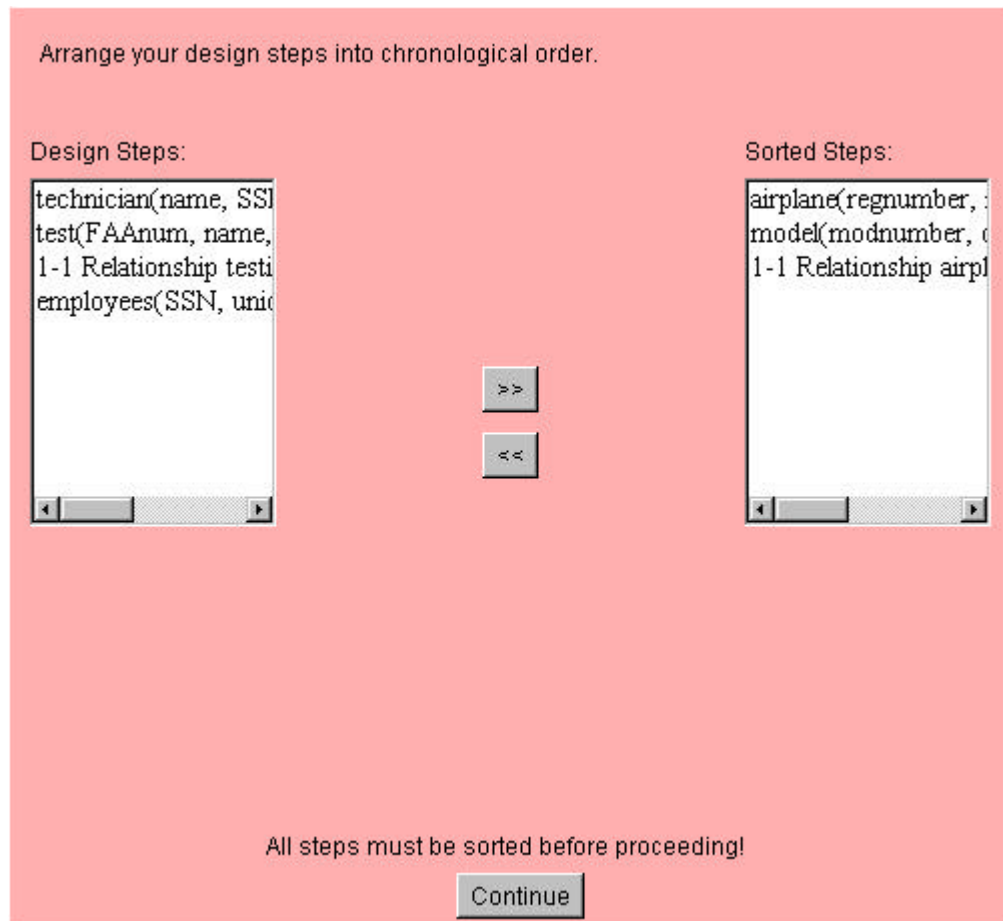 Arrange your design steps into chronological order.
Design Steps:
technician(name, SS
test(FAAnum, name,
1-1 Relationship testi
employees(SSN, uni
>>
<<
Sorted Steps:
airplane(regnumber,
model(modnumber,
1-1 Relationship airpl
All steps must be sorted before proceeding!
Continue